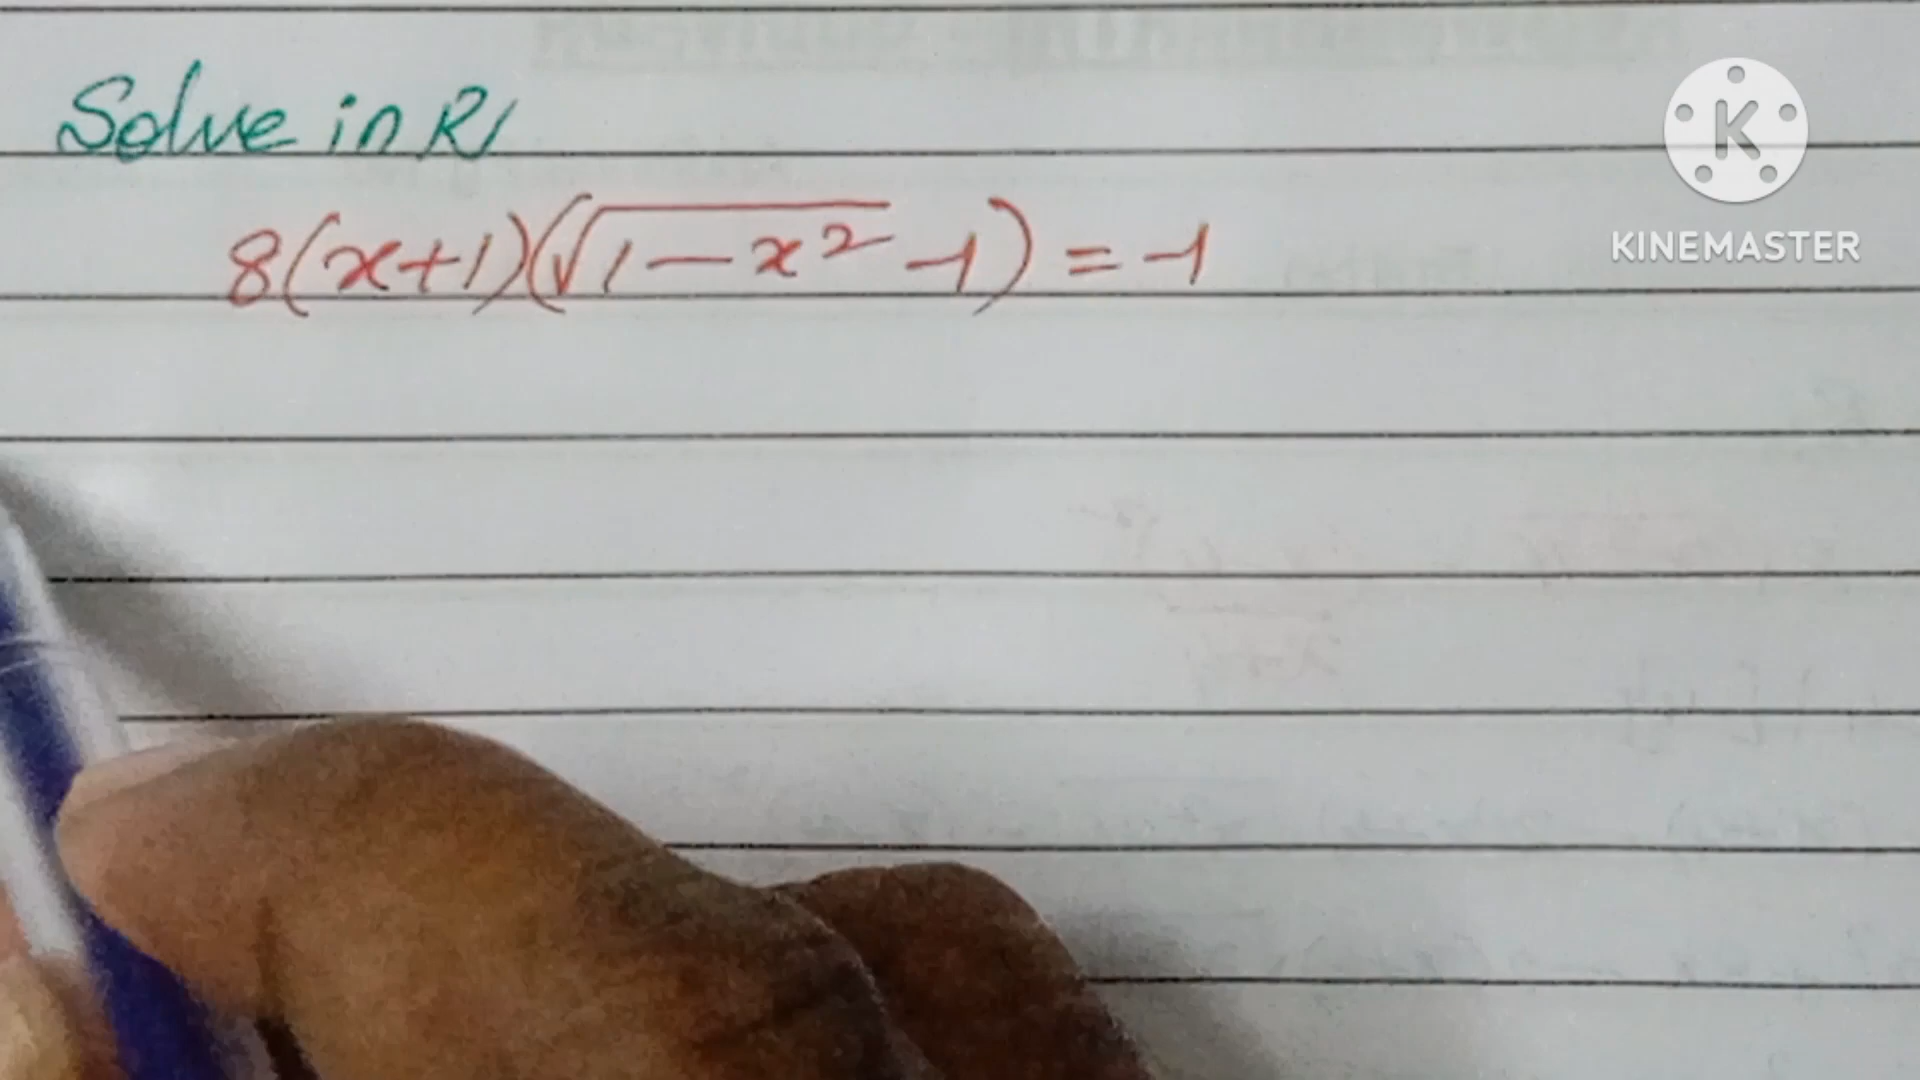 Solve in R/
K
KINEMASTER
8(x+1)(√1-x² -1) = -1